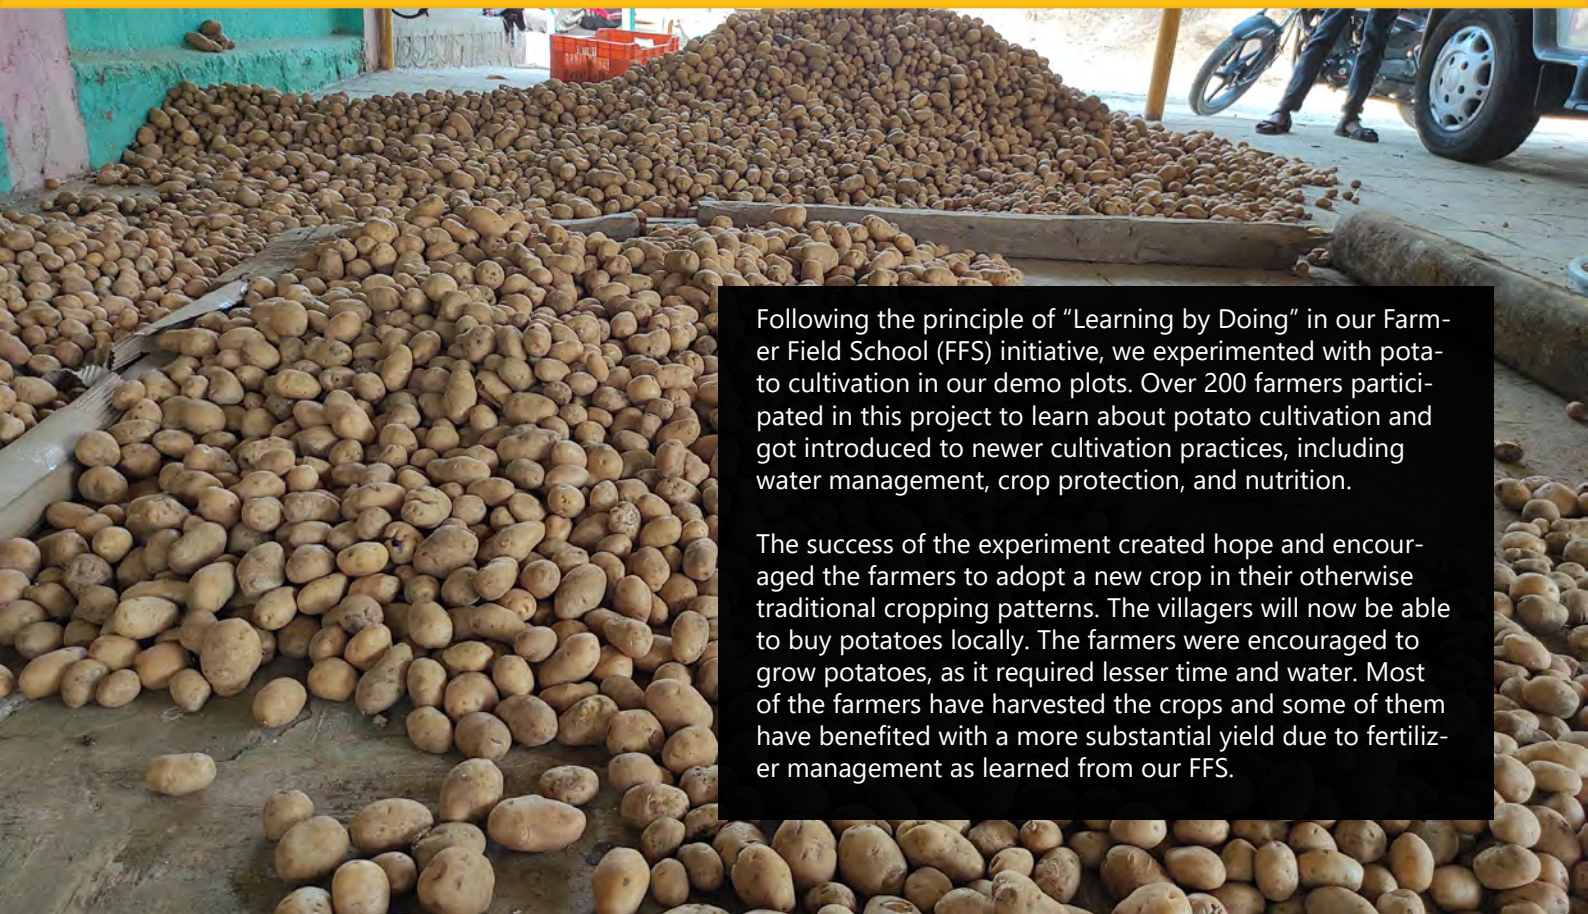 Following the principle of “Learning by Doing” in our Farm-
er Field School (FFS) initiative, we experimented with pota-
to cultivation in our demo plots. Over 200 farmers partici-
pated in this project to learn about potato cultivation and
got introduced to newer cultivation practices, including
water management, crop protection, and nutrition.
The success of the experiment created hope and encour-
aged the farmers to adopt a new crop in their otherwise
traditional cropping patterns. The villagers will now be able
to buy potatoes locally. The farmers were encouraged to
grow potatoes, as it required lesser time and water. Most
of the farmers have harvested the crops and some of them
have benefited with a more substantial yield due to fertiliz-
er management as learned from our FFS.